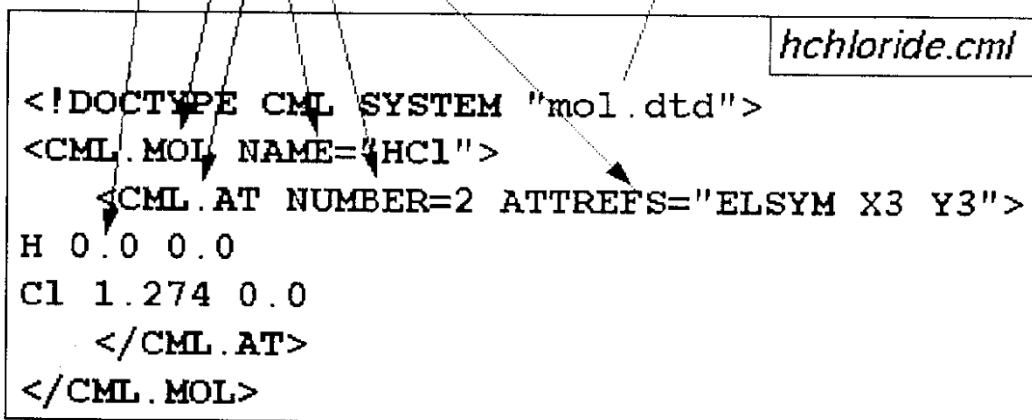 hchloride.cml
<!DOCTYPE CML SYSTEM "mol.dtd">
<CML.MOL NAME="HCl">
<CML.AT NUMBER=2 ATTREFS="ELSYM X3 Y3">
H 0.0 0.0
Cl 1.274 0.0
</CML.AT>
</CML.MOL>